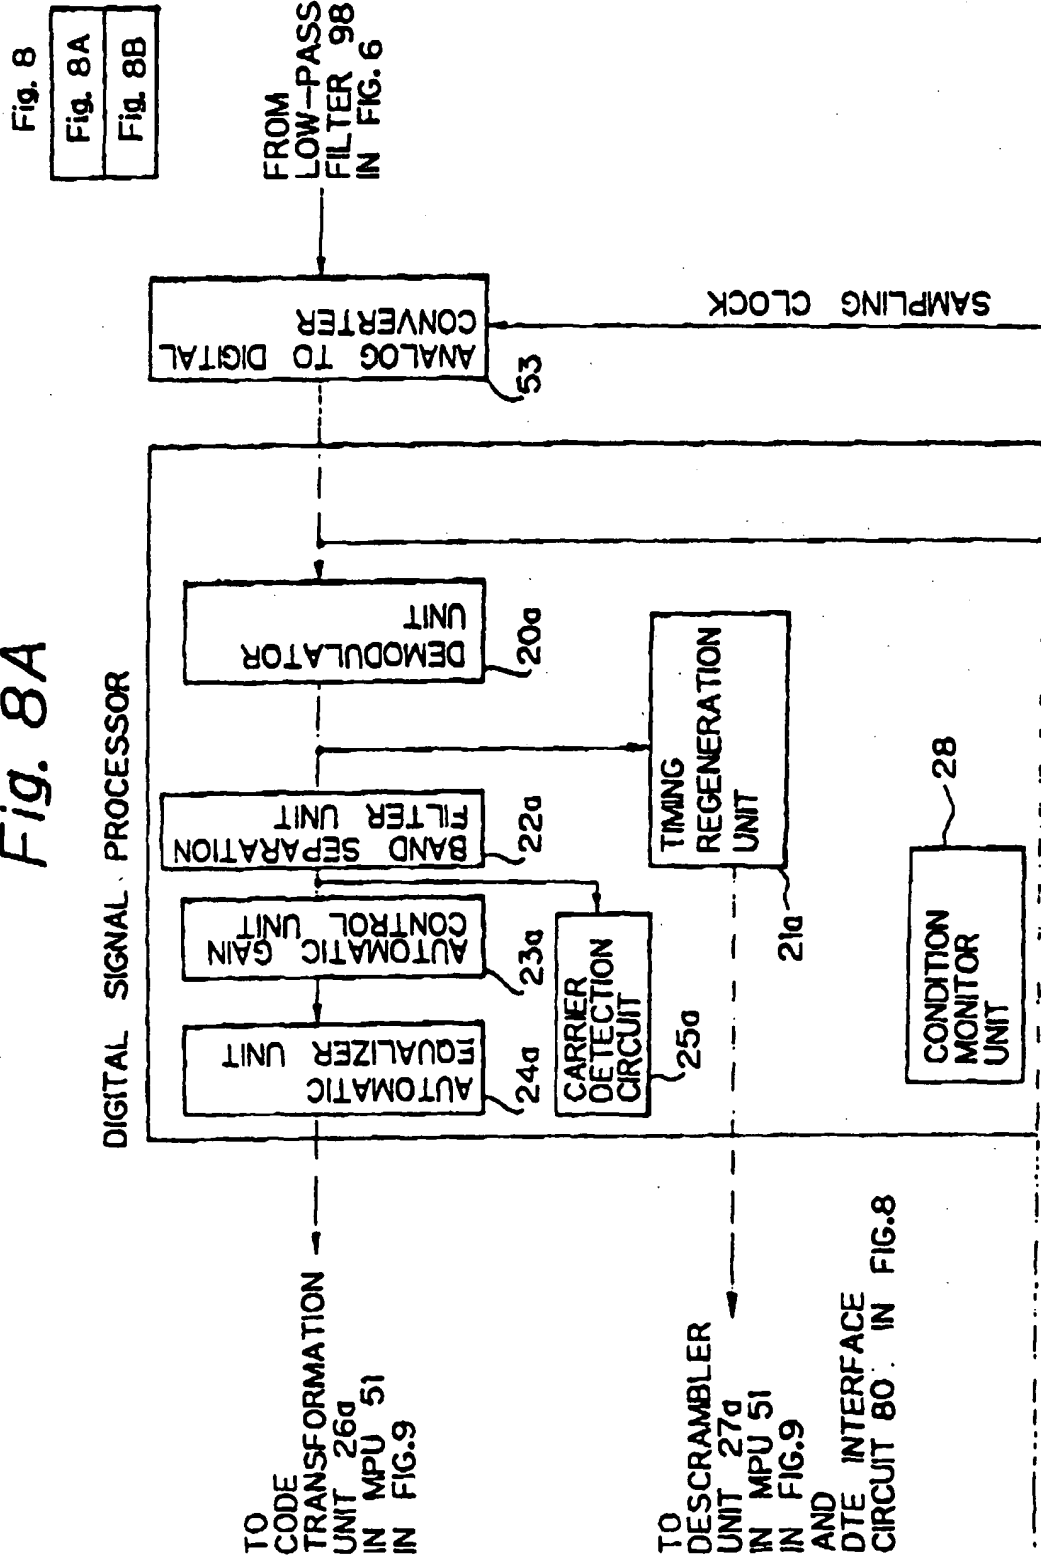 Fig. 8A
Fig. 8
Fig. 8A
Fig. 8B
DIGITAL SIGNAL PROCESSOR
FROM
LOW-PASS
FILTER 98
IN FIG. 6
ANALOG TO DIGITAL
CONVERTER
53
SAMPLING CLOCK
DEMODULATOR
UNIT
20a
BAND SEPARATION
FILTER UNIT
22a
AUTOMATIC GAIN
CONTROL UNIT
23a
AUTOMATIC
EQUALIZER UNIT
24a
CARRIER
DETECTION
CIRCUIT
25a
TIMING
REGENERATION
UNIT
21a
CONDITION
MONITOR
UNIT
28
TO
CODE
TRANSFORMATION
UNIT 26a
IN MPU 51
IN FIG.9
TO
DESCRAMBLER
UNIT 27a
IN MPU 51
IN FIG.9
AND
DTE INTERFACE
CIRCUIT 80. IN FIG.8